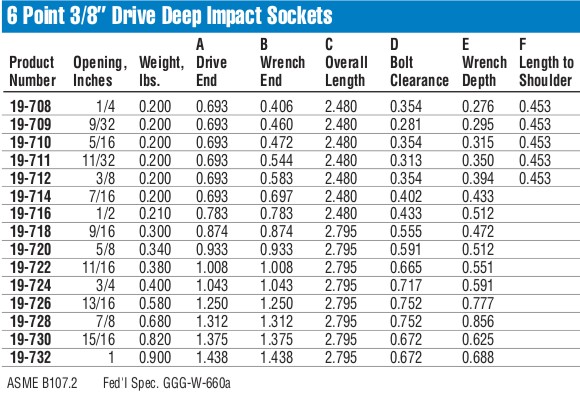 6 Point 3/8" Drive Deep Impact Sockets
A B C D E F
Product Opening, Weight, Drive Wrench Overall Bolt Wrench Length to
Number Inches lbs. End End Length Clearance Depth Shoulder
19-708 1/4 0.200 0.693 0.406 2.480 0.354 0.276 0.453
19-709 9/32 0.200 0.693 0.460 2.480 0.281 0.295 0.453
19-710 5/16 0.200 0.693 0.472 2.480 0.354 0.315 0.453
19-711 11/32 0.200 0.693 0.544 2.480 0.313 0.350 0.453
19-712 3/8 0.200 0.693 0.583 2.480 0.354 0.394 0.453
19-714 7/16 0.200 0.693 0.697 2.480 0.402 0.433
19-716 1/2 0.210 0.783 0.783 2.480 0.433 0.512
19-718 9/16 0.300 0.874 0.874 2.795 0.555 0.472
19-720 5/8 0.340 0.933 0.933 2.795 0.591 0.512
19-722 11/16 0.380 1.008 1.008 2.795 0.665 0.551
19-724 3/4 0.400 1.043 1.043 2.795 0.717 0.591
19-726 13/16 0.580 1.250 1.250 2.795 0.752 0.777
19-728 7/8 0.680 1.312 1.312 2.795 0.752 0.856
19-730 15/16 0.820 1.375 1.375 2.795 0.672 0.625
19-732 1 0.900 1.438 1.438 2.795 0.672 0.688
ASME B107.2 Fed'l Spec. GGG-W-660a